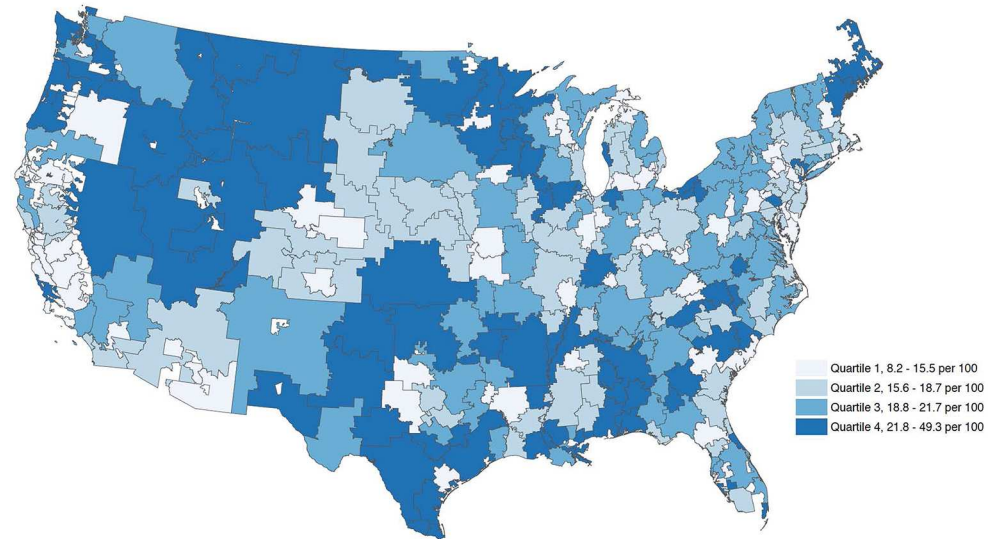 Quartile 1, 8.2 - 15.5 per 100
Quartile 2, 15.6 - 18.7 per 100
Quartile 3, 18.8 - 21.7 per 100
Quartile 4, 21.8 - 49.3 per 100